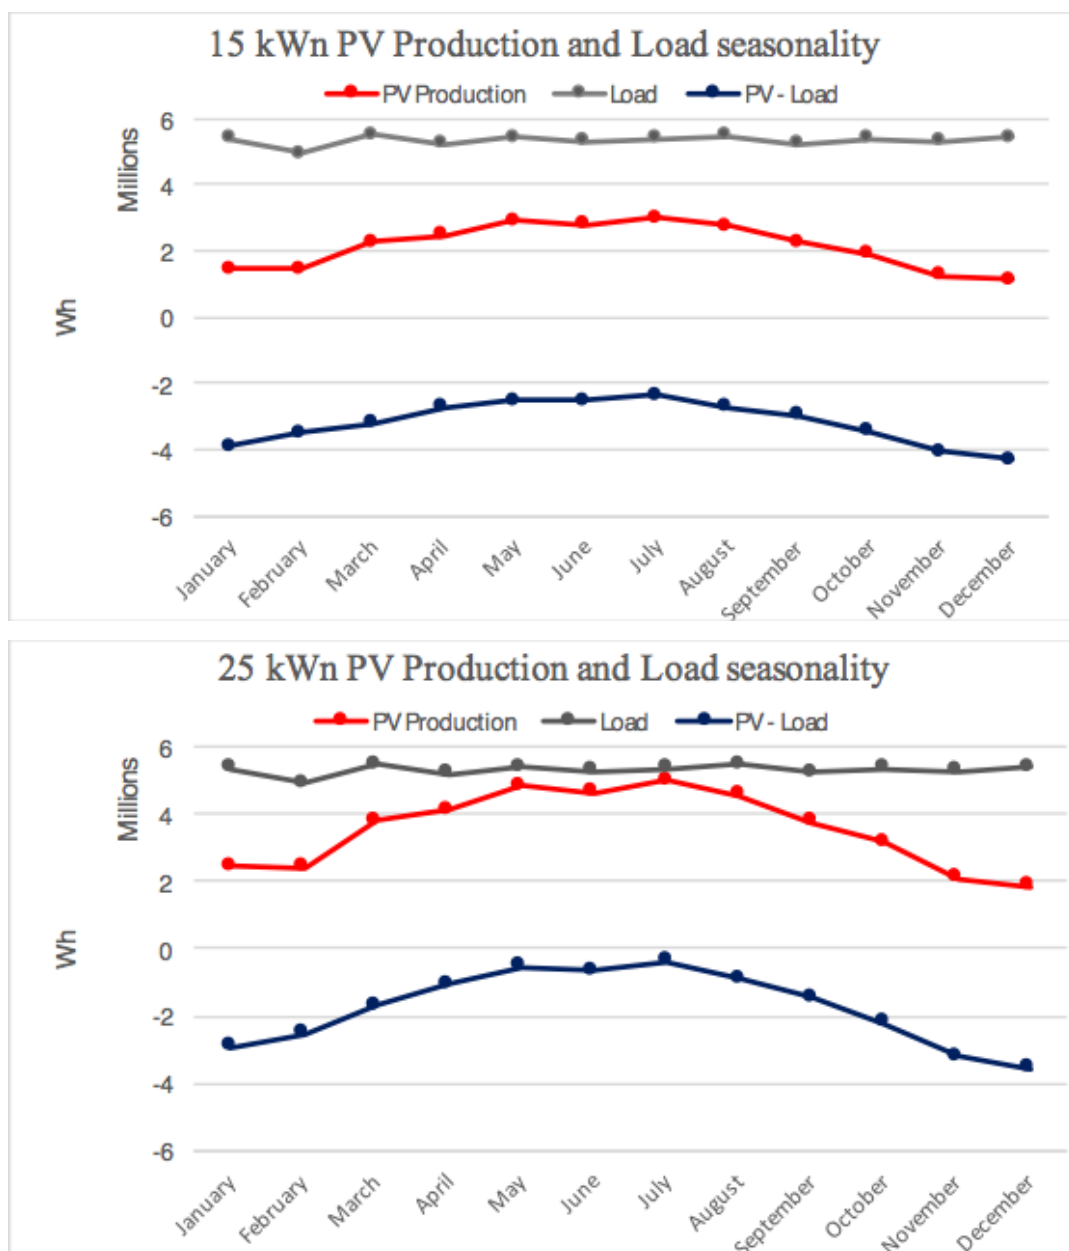 15 kWn PV Production and Load seasonality
PV Production Load PV - Load
Millions
Wh
6
4
2
0
-2
-4
-6
January February March April May June July August September October November December
25 kWn PV Production and Load seasonality
PV Production Load PV - Load
Millions
Wh
6
4
2
0
-2
-4
-6
January February March April May June July August September October November December